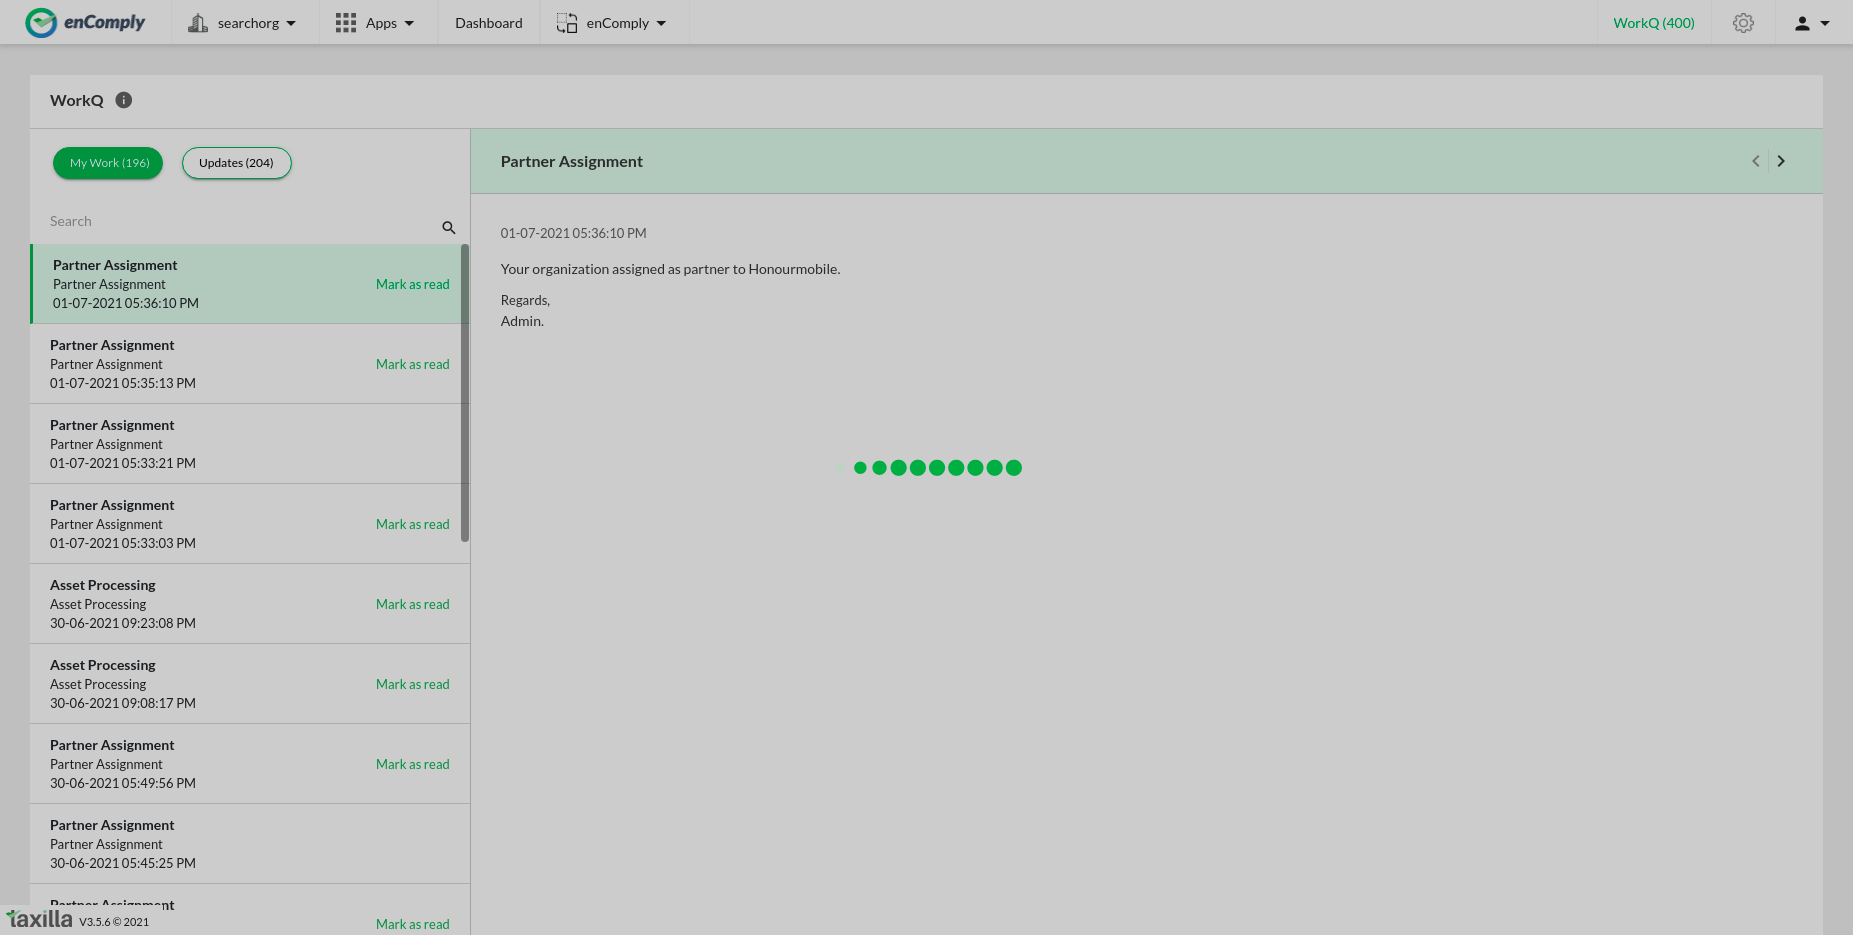 enComply
searchorg
Apps
Dashboard
enComply
WorkQ (400)
WorkQ
My Work (196)
Updates (204)
Search
Partner Assignment
Partner Assignment
Mark as read
01-07-2021 05:36:10 PM
Partner Assignment
Partner Assignment
Mark as read
01-07-2021 05:35:13 PM
Partner Assignment
Partner Assignment
01-07-2021 05:33:21 PM
Partner Assignment
Partner Assignment
Mark as read
01-07-2021 05:33:03 PM
Asset Processing
Asset Processing
Mark as read
30-06-2021 09:23:08 PM
Asset Processing
Asset Processing
Mark as read
30-06-2021 09:08:17 PM
Partner Assignment
Partner Assignment
Mark as read
30-06-2021 05:49:56 PM
Partner Assignment
Partner Assignment
30-06-2021 05:45:25 PM
Partner Assignment
Mark as read
taxilla V3.5.6 © 2021
Partner Assignment
01-07-2021 05:36:10 PM
Your organization assigned as partner to Honourmobile.
Regards,
Admin.